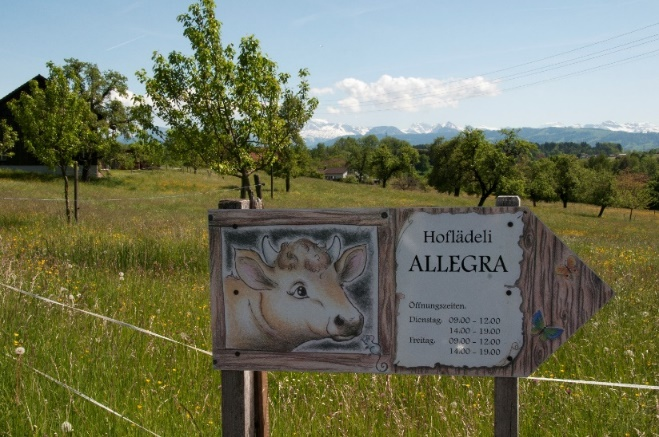 Hoflädeli
ALLEGRA
Öffnungszeiten.
Dienstag. 09.00 - 12.00
14.00 - 19.00
Freitag. 09.00 - 12.00
14.00 - 19.00